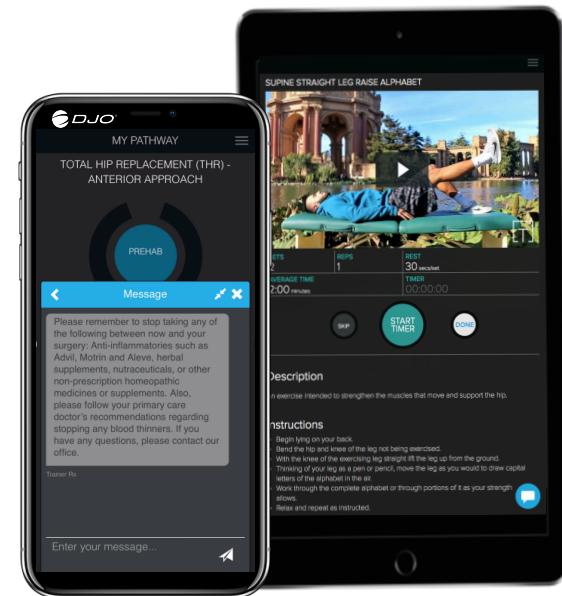 DJO
MY PATHWAY
TOTAL HIP REPLACEMENT (THR) -
ANTERIOR APPROACH
PREHAB
Message
Please remember to stop taking any of
the following between now and your
surgery: Anti-inflammatories such as
Advil, Motrin and Aleve, herbal
supplements, nutraceuticals, or other
non-prescription homeopathic
medicines or supplements. Also,
please follow your primary care
doctor's recommendations regarding
stopping any blood thinners. If you
have any questions, please contact our
office.
Trainer Rx
Enter your message...
SUPINE STRAIGHT LEG RAISE ALPHABET
ETS
REPS
REST
2
1
30 secs/set
AVERAGE TIME
TIMER
2:00 minutes
00:00:00
SKIP
START
TIMER
DONE
Description
n exercise intended to strengthen the muscles that move and support the hip.
nstructions
Begin lying on your back.
Bend the hip and knee of the leg not being exercised.
With the knee of the exercising leg straight lift the leg up from the ground.
Thinking of your leg as a pen or pencil, move the leg as you would to draw capital
letters of the alphabet in the air.
Work through the complete alphabet or through portions of it as your strength
allows.
Relax and repeat as instructed.